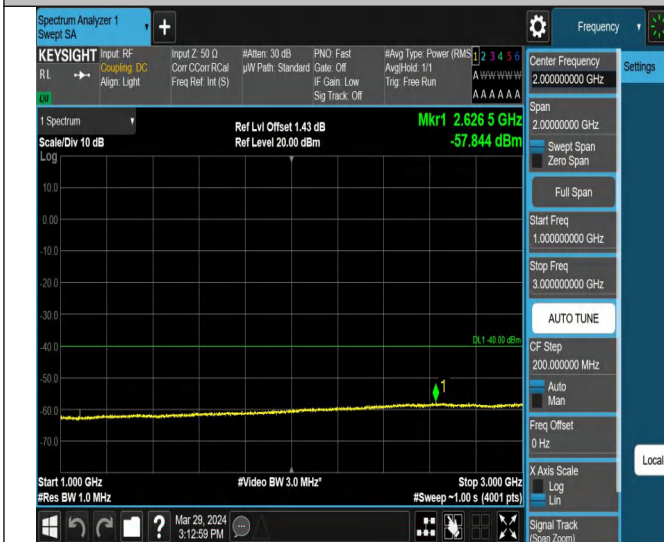 Spectrum Analyzer 1
Swept SA
+
Frequency
KEYSIGHT
RL
Input: RF
Coupling: DC
Align: Light
Input Z: 50 Ω
Corr CCorr RCal
Freq Ref: Int (S)
#Atten: 30 dB
µW Path: Standard
PNO: Fast
Gate: Off
IF Gain: Low
Sig Track: Off
#Avg Type: Power (RMS
Avg|Hold: 1/1
Trig: Free Run
1 2 3 4 5 6
A W W W W W
A A A A A A
1 Spectrum
Scale/Div 10 dB
Log
Ref Lvl Offset 1.43 dB
Ref Level 20.00 dBm
Mkr1 2.626 5 GHz
-57.844 dBm
10.0
0.00
-10.0
-20.0
-30.0
-40.0
-50.0
-60.0
-70.0
DL1 -40.00 dBm
1
Start 1.000 GHz
#Res BW 1.0 MHz
#Video BW 3.0 MHz*
Stop 3.000 GHz
#Sweep ~1.00 s (4001 pts)
?
Mar 29, 2024
3:12:59 PM
Center Frequency
2.000000000 GHz
Span
2.00000000 GHz
Swept Span
Zero Span
Full Span
Start Freq
1.000000000 GHz
Stop Freq
3.000000000 GHz
AUTO TUNE
CF Step
200.000000 MHz
Auto
Man
Freq Offset
0 Hz
X Axis Scale
Log
Lin
Signal Track
(Span Zoom)
Settings
Local